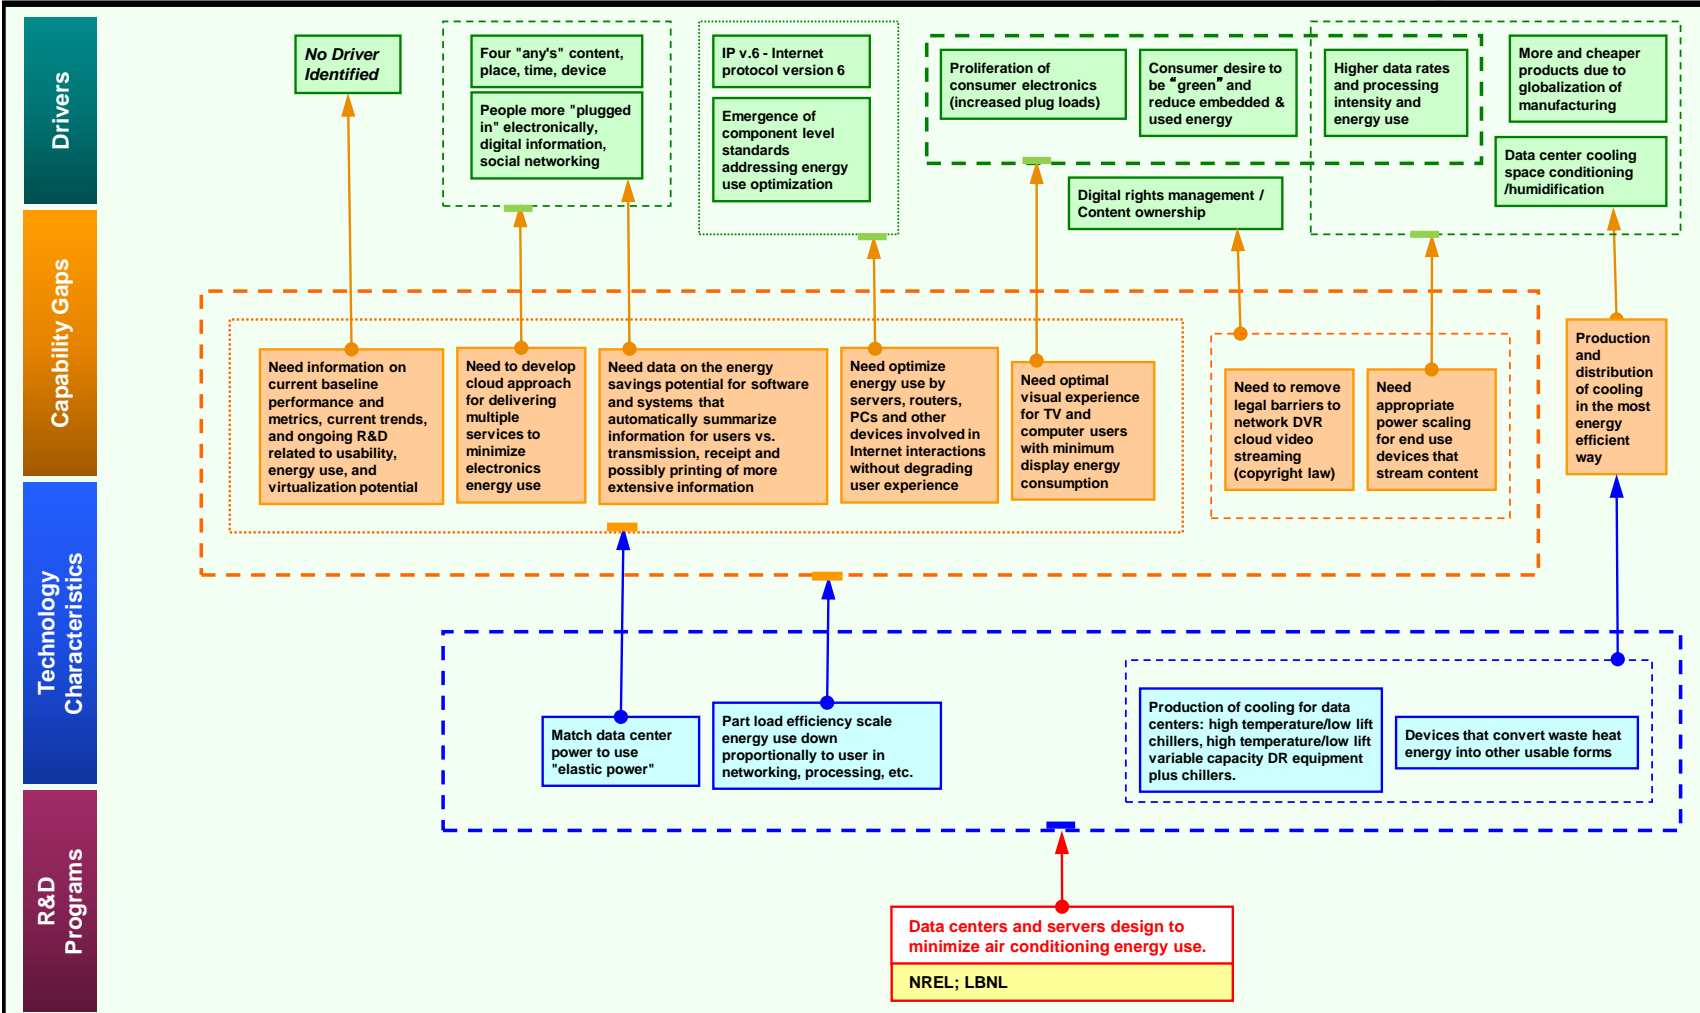 Drivers
No Driver
Identified
Four "any's" content,
place, time, device
People more "plugged
in" electronically,
digital information,
social networking
IP v.6 - Internet
protocol version 6
Emergence of
component level
standards
addressing energy
use optimization
Proliferation of
consumer electronics
(increased plug loads)
Consumer desire to
be “green” and
reduce embedded &
used energy
Higher data rates
and processing
intensity and
energy use
More and cheaper
products due to
globalization of
manufacturing
Data center cooling
space conditioning
/humidification
Digital rights management /
Content ownership
Capability Gaps
Need information on
current baseline
performance and
metrics, current trends,
and ongoing R&D
related to usability,
energy use, and
virtualization potential
Need to develop
cloud approach
for delivering
multiple
services to
minimize
electronics
energy use
Need data on the energy
savings potential for software
and systems that
automatically summarize
information for users vs.
transmission, receipt and
possibly printing of more
extensive information
Need optimize
energy use by
servers, routers,
PCs and other
devices involved in
Internet interactions
without degrading
user experience
Need optimal
visual experience
for TV and
computer users
with minimum
display energy
consumption
Need to remove
legal barriers to
network DVR
cloud video
streaming
(copyright law)
Need
appropriate
power scaling
for end use
devices that
stream content
Production
and
distribution
of cooling
in the most
energy
efficient
way
Technology
Characteristics
Match data center
power to use
"elastic power"
Part load efficiency scale
energy use down
proportionally to user in
networking, processing, etc.
Production of cooling for data
centers: high temperature/low lift
chillers, high temperature/low lift
variable capacity DR equipment
plus chillers.
Devices that convert waste heat
energy into other usable forms
R&D
Programs
Data centers and servers design to
minimize air conditioning energy use.
NREL; LBNL